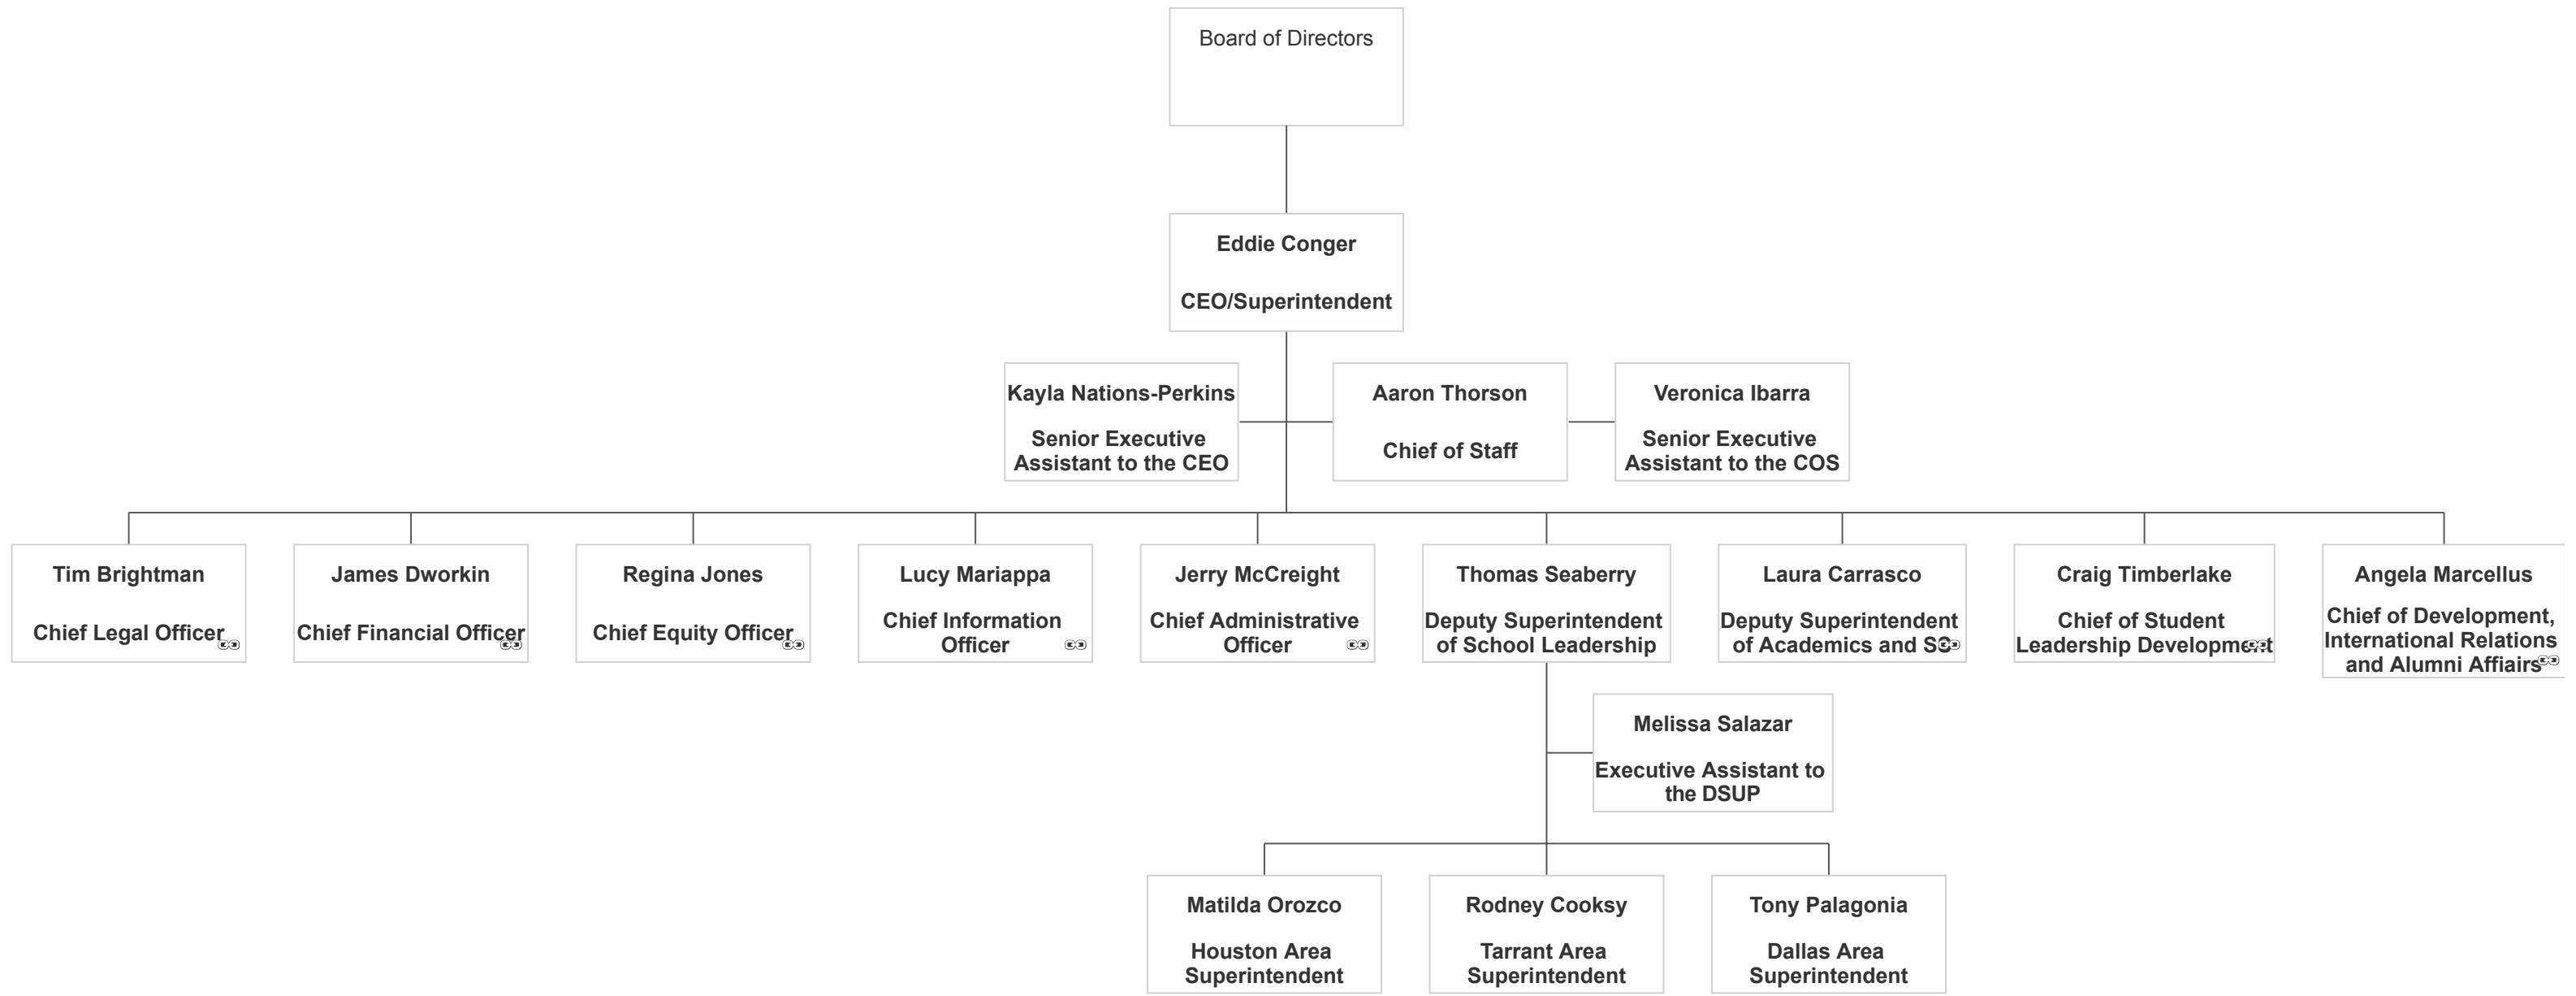 Board of Directors
Eddie Conger
CEO/Superintendent
Kayla Nations-Perkins
Senior Executive
Assistant to the CEO
Aaron Thorson
Chief of Staff
Veronica Ibarra
Senior Executive
Assistant to the COS
Tim Brightman
Chief Legal Officer
James Dworkin
Chief Financial Officer
Regina Jones
Chief Equity Officer
Lucy Mariappa
Chief Information
Officer
Jerry McCreight
Chief Administrative
Officer
Thomas Seaberry
Deputy Superintendent
of School Leadership
Laura Carrasco
Deputy Superintendent
of Academics and
Craig Timberlake
Chief of Student
Leadership Development
Angela Marcellus
Chief of Development,
International Relations
and Alumni Affiairs
Melissa Salazar
Executive Assistant to
the DSUP
Matilda Orozco
Houston Area
Superintendent
Rodney Cooksy
Tarrant Area
Superintendent
Tony Palagonia
Dallas Area
Superintendent